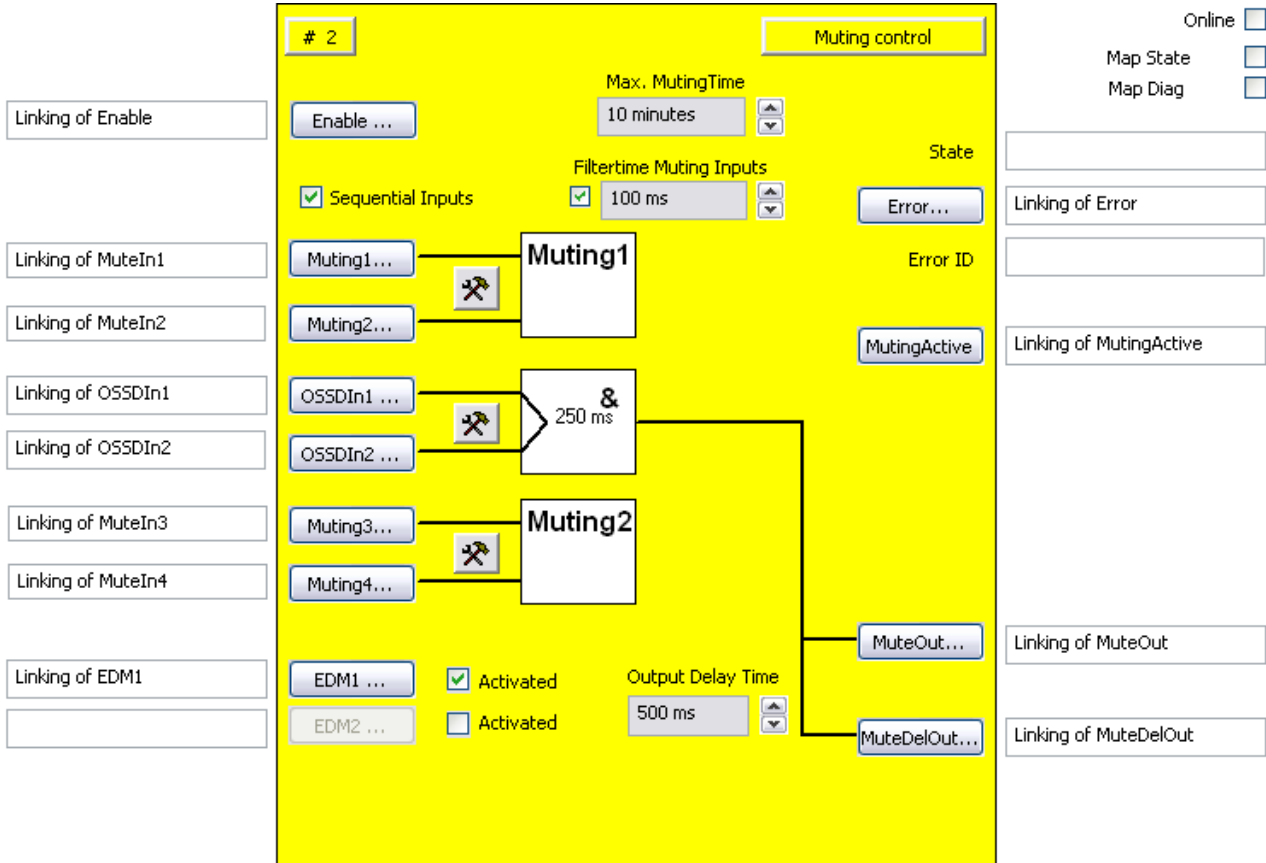 # 2
Muting control
Online
Map State
Map Diag
Max. MutingTime
Linking of Enable
Enable ...
10 minutes
State
Filtertime Muting Inputs
Sequential Inputs
100 ms
Error...
Linking of Error
Linking of MuteIn1
Muting1...
Muting1
Error ID
Linking of MuteIn2
Muting2...
MutingActive
Linking of MutingActive
Linking of OSSDIn1
OSSDIn1 ...
&
250 ms
Linking of OSSDIn2
OSSDIn2 ...
Linking of MuteIn3
Muting3...
Muting2
Linking of MuteIn4
Muting4...
MuteOut...
Linking of MuteOut
Linking of EDM1
EDM1 ...
Activated
Output Delay Time
EDM2 ...
Activated
500 ms
MuteDelOut...
Linking of MuteDelOut